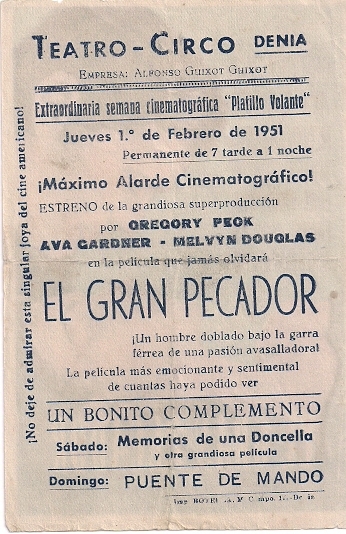 TEATRO-CIRCO DENIA
EMPRESA: ALFONSO GUIXOT GUIXOT
Extraordinaria semana cinematográfica "Platillo Volante"
Jueves 1.º de Febrero de 1951
Permanente de 7 tarde a 1 noche
¡Máximo Alarde Cinematográfico!
ESTRENO de la grandiosa superproducción
por GREGORY PECK
AVA GARDNER - MELVYN DOUGLAS
en la película que jamás olvidará
EL GRAN PECADOR
¡Un hombre doblado bajo la garra
férrea de una pasión avasalladora!
La película más emocionante y sentimental
de cuantas haya podido ver
UN BONITO COMPLEMENTO
Sábado: Memorias de una Doncella
y otra grandiosa película
Domingo: PUENTE DE MANDO
¡No deje de admirar esta singular joya del cine americano!